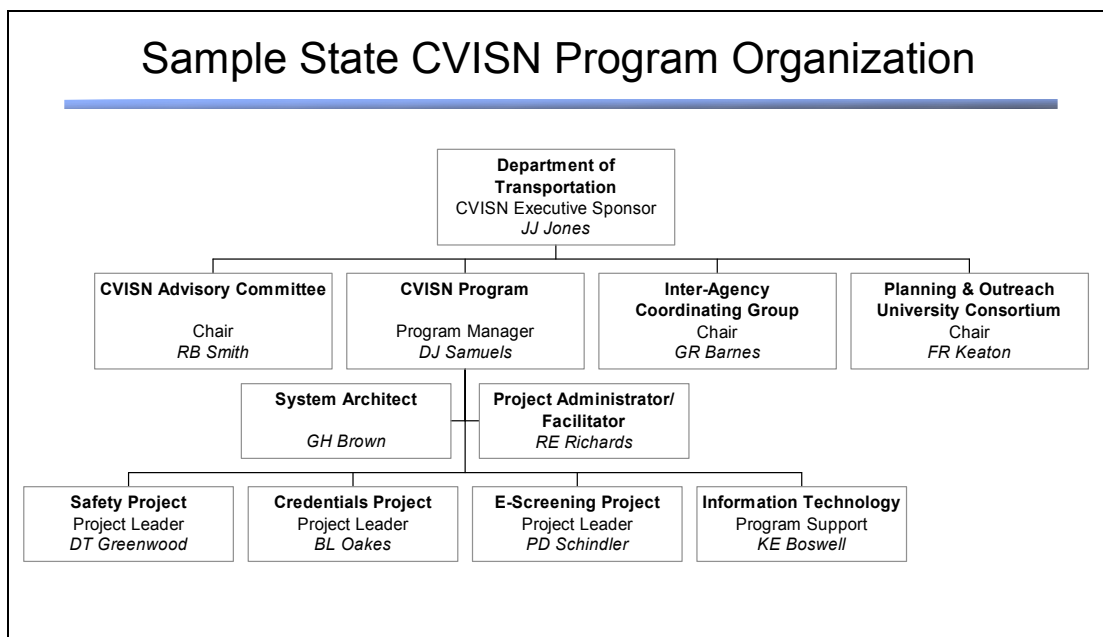 Sample State CVISN Program Organization
Department of
Transportation
CVISN Executive Sponsor
JJ Jones
CVISN Advisory Committee
Chair
RB Smith
CVISN Program
Program Manager
DJ Samuels
Inter-Agency
Coordinating Group
Chair
GR Barnes
Planning & Outreach
University Consortium
Chair
FR Keaton
System Architect
GH Brown
Project Administrator/
Facilitator
RE Richards
Safety Project
Project Leader
DT Greenwood
Credentials Project
Project Leader
BL Oakes
E-Screening Project
Project Leader
PD Schindler
Information Technology
Program Support
KE Boswell